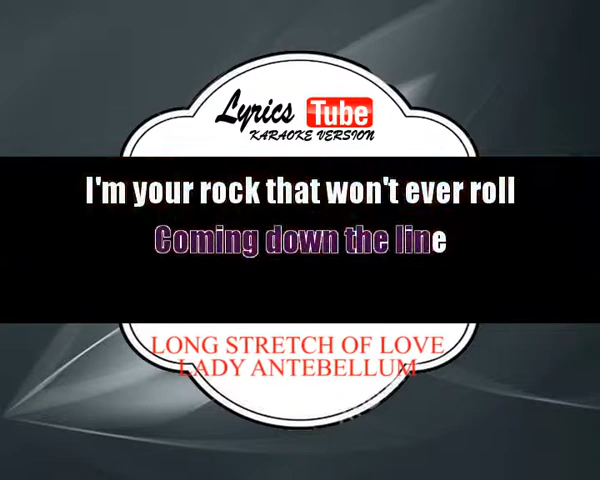 Lyrics Tube
KARAOKE VERSION
I'm your rock that won't ever roll
Coming down the line
LONG STRETCH OF LOVE
LADY ANTEBELLUM